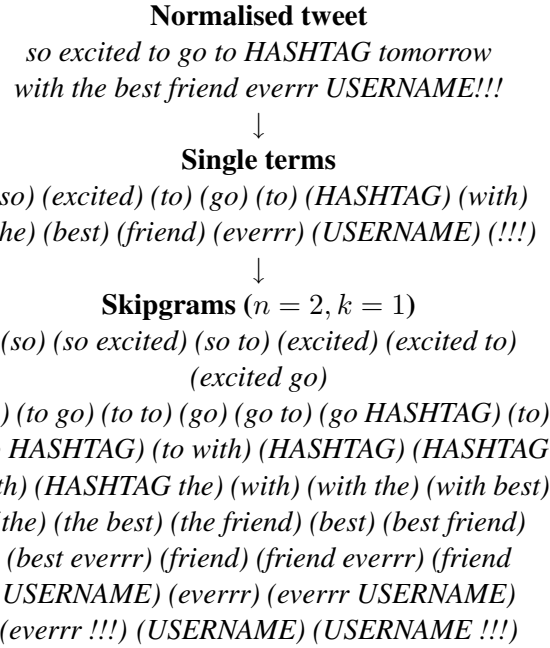 Normalised tweet
so excited to go to HASHTAG tomorrow
with the best friend everrr USERNAME!!!
↓
Single terms
so) (excited) (to) (go) (to) (HASHTAG) (with)
he) (best) (friend) (everrr) (USERNAME) (!!!)
↓
Skipgrams (n = 2, k = 1)
(so) (so excited) (so to) (excited) (excited to)
(excited go)
) (to go) (to to) (go) (go to) (go HASHTAG) (to)
HASHTAG) (to with) (HASHTAG) (HASHTAG
th) (HASHTAG the) (with) (with the) (with best)
the) (the best) (the friend) (best) (best friend)
(best everrr) (friend) (friend everrr) (friend
USERNAME) (everrr) (everrr USERNAME)
(everrr !!!) (USERNAME) (USERNAME !!!)